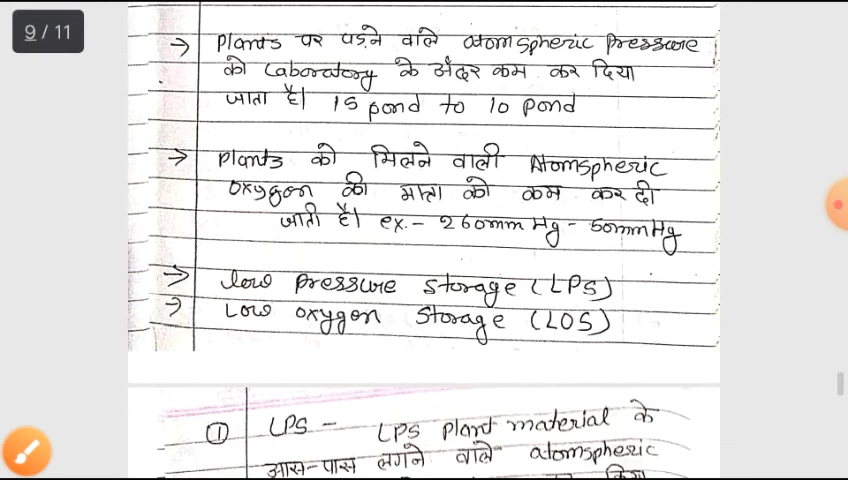 9 / 11
→ Plants पर पड़ने वाले atomspheric pressure
को Laboratory के अंदर कम कर दिया
जाता है। 15 pond to 10 pond
→ Plants को मिलने वाली Atomspheric
oxygen की मात्रा को कम कर दी
जाती है। ex.- 260mm Hg - 50mmHg
→ low pressure storage (LPS)
→ Low oxygen storage (LOS)
① LPS - LPS plant material के
आस-पास लगने वाले atomspheric